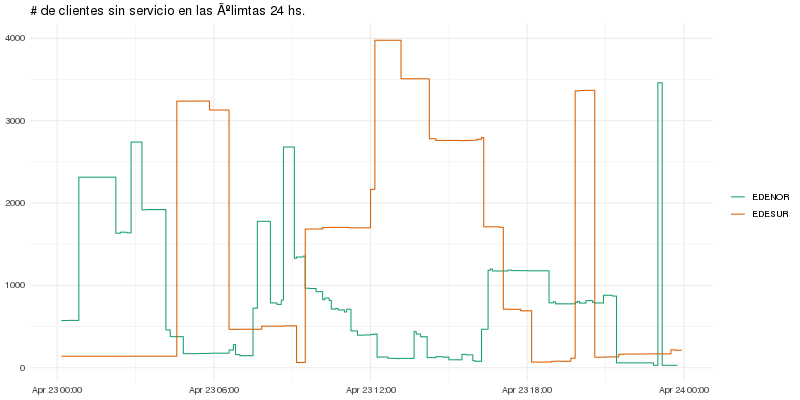 # de clientes sin servicio en las Ãºlimtas 24 hs.
4000
3000
2000
1000
0
Apr 23 00:00 Apr 23 06:00 Apr 23 12:00 Apr 23 18:00 Apr 24 00:00
EDENOR
EDESUR